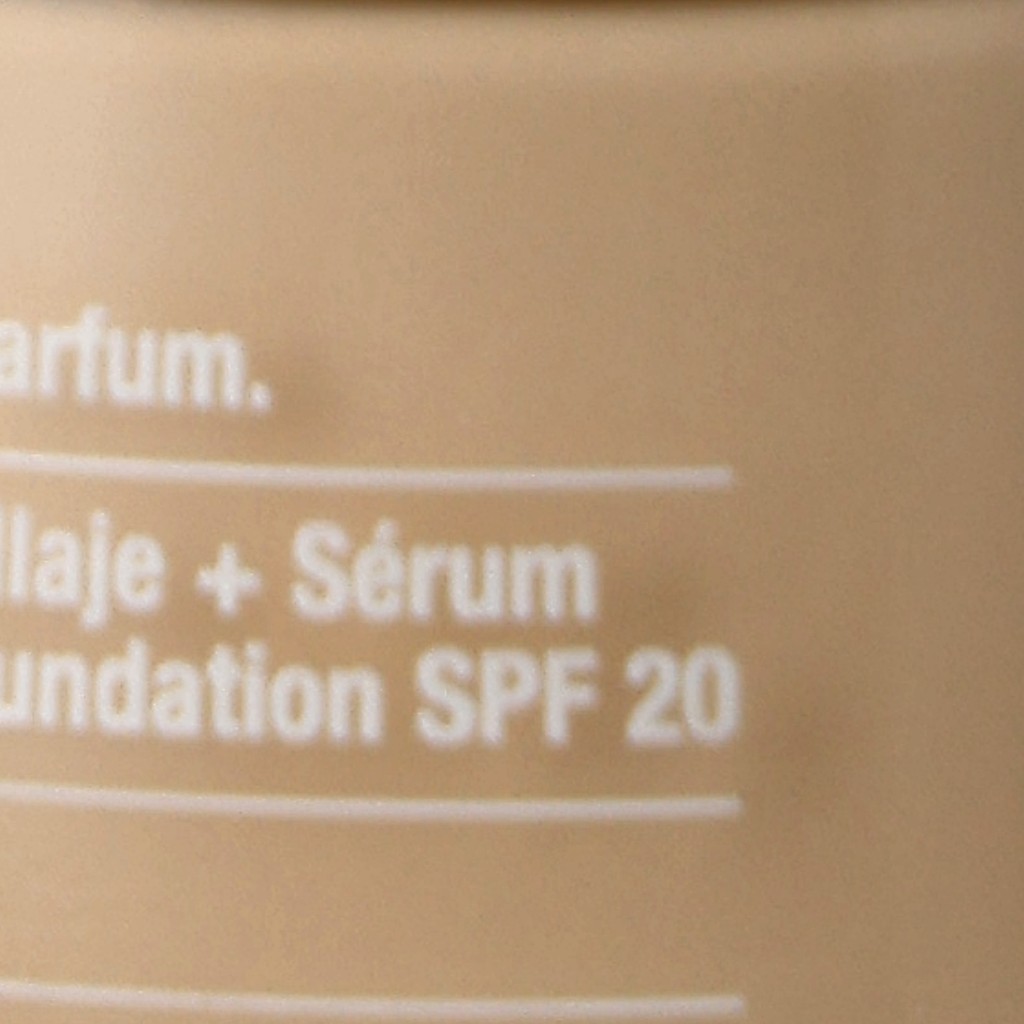 arfum.
llaje + Sérum
undation SPF 20